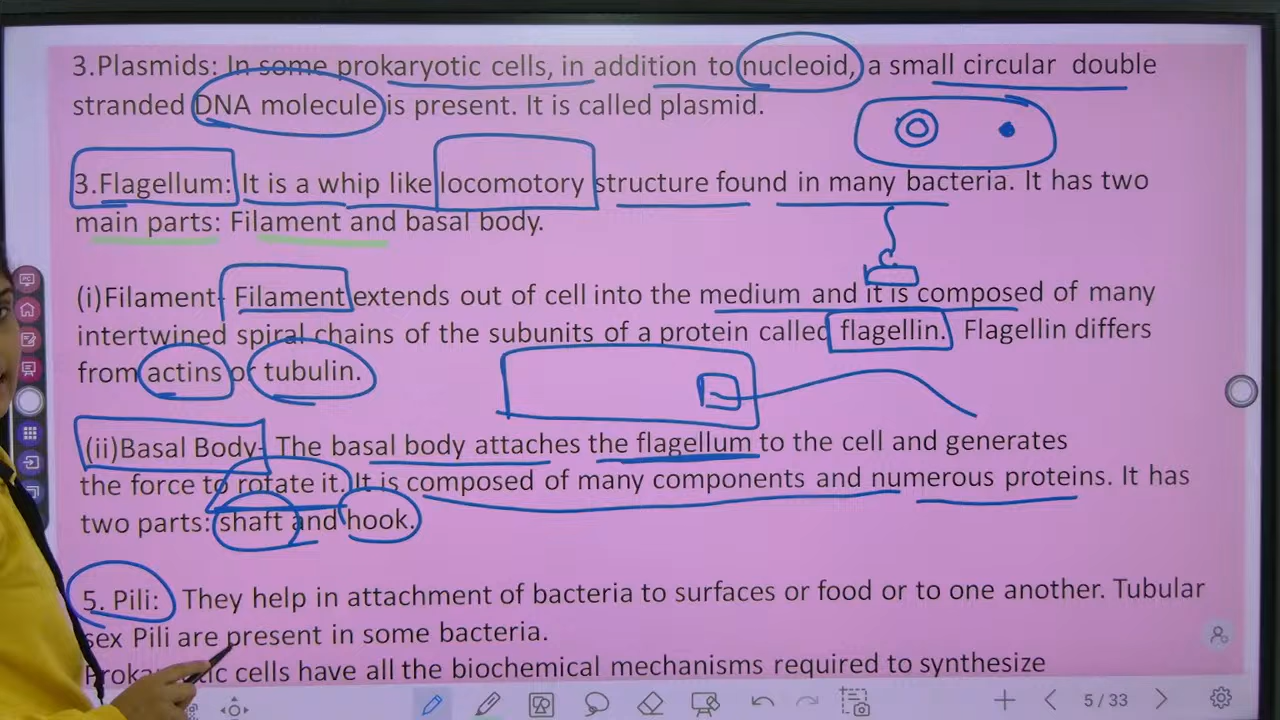 3.Plasmids: In some prokaryotic cells, in addition to nucleoid, a small circular double
stranded DNA molecule is present. It is called plasmid.
3.Flagellum: It is a whip like locomotory structure found in many bacteria. It has two
main parts: Filament and basal body.
(i)Filament- Filament extends out of cell into the medium and it is composed of many
intertwined spiral chains of the subunits of a protein called flagellin. Flagellin differs
from actins or tubulin.
(ii)Basal Body- The basal body attaches the flagellum to the cell and generates
the force to rotate it. It is composed of many components and numerous proteins. It has
two parts: shaft and hook.
5. Pili: They help in attachment of bacteria to surfaces or food or to one another. Tubular
sex Pili are present in some bacteria.
cells have all the biochemical mechanisms required to synthesize
5 / 33